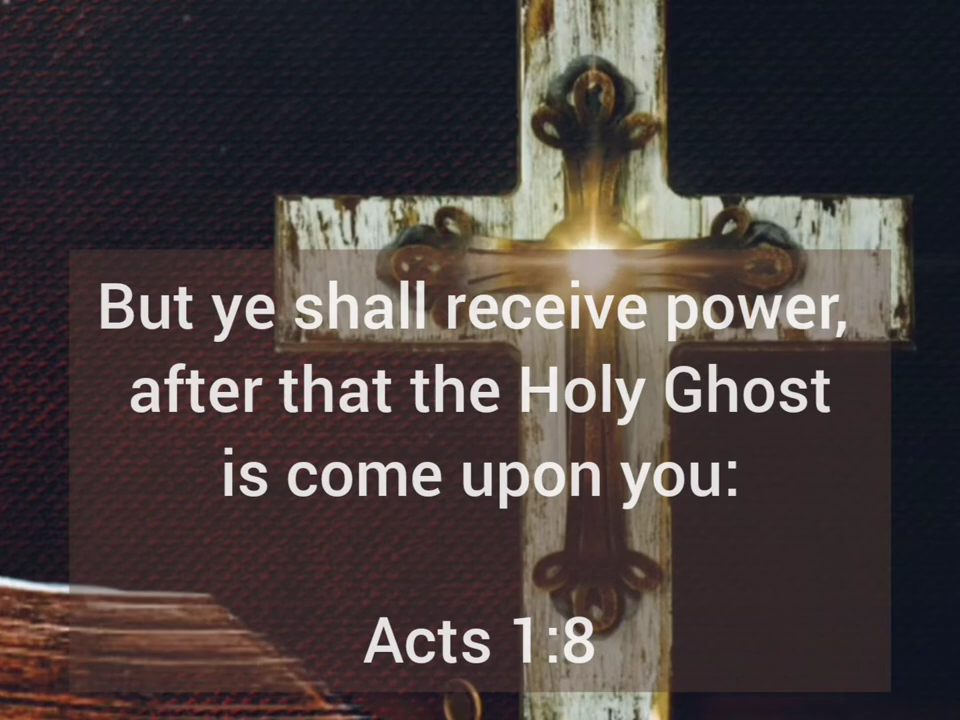 But ye shall receive power,
after that the Holy Ghost
is come upon you:
Acts 1:8